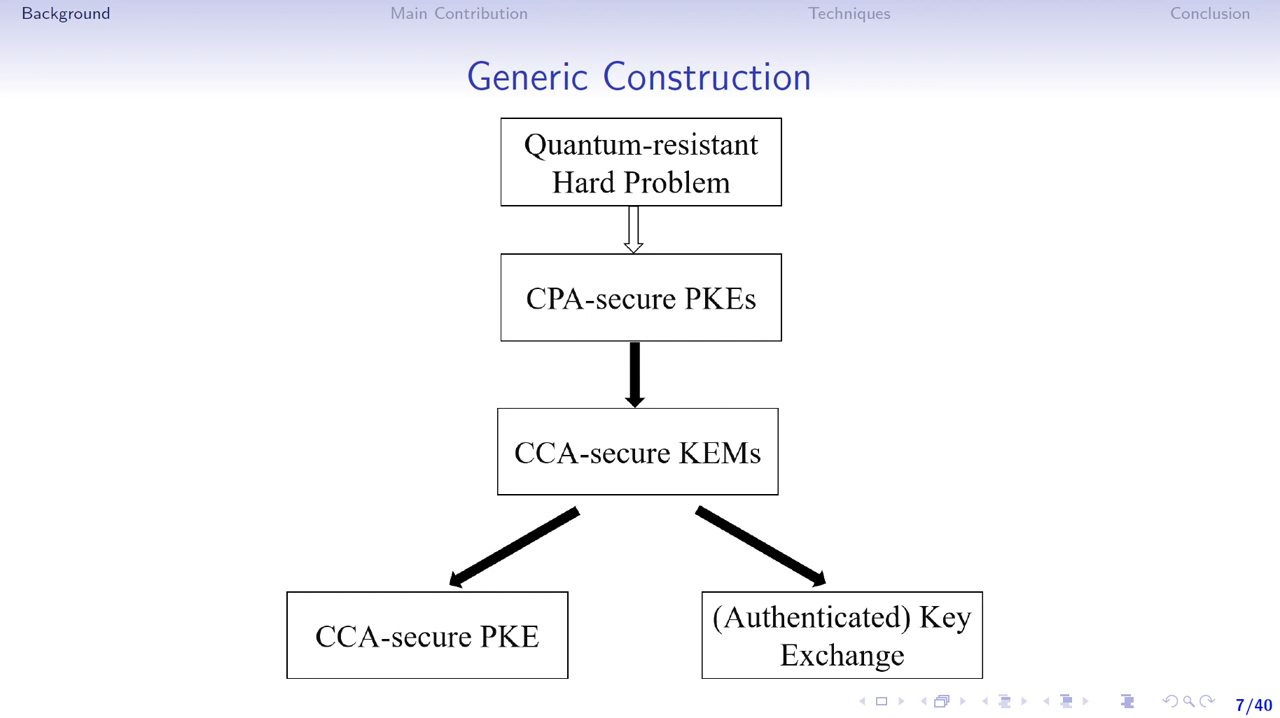 Background Main Contribution Techniques Conclusion
Generic Construction
Quantum-resistant
Hard Problem
CPA-secure PKEs
CCA-secure KEMs
CCA-secure PKE
(Authenticated) Key
Exchange
7/40